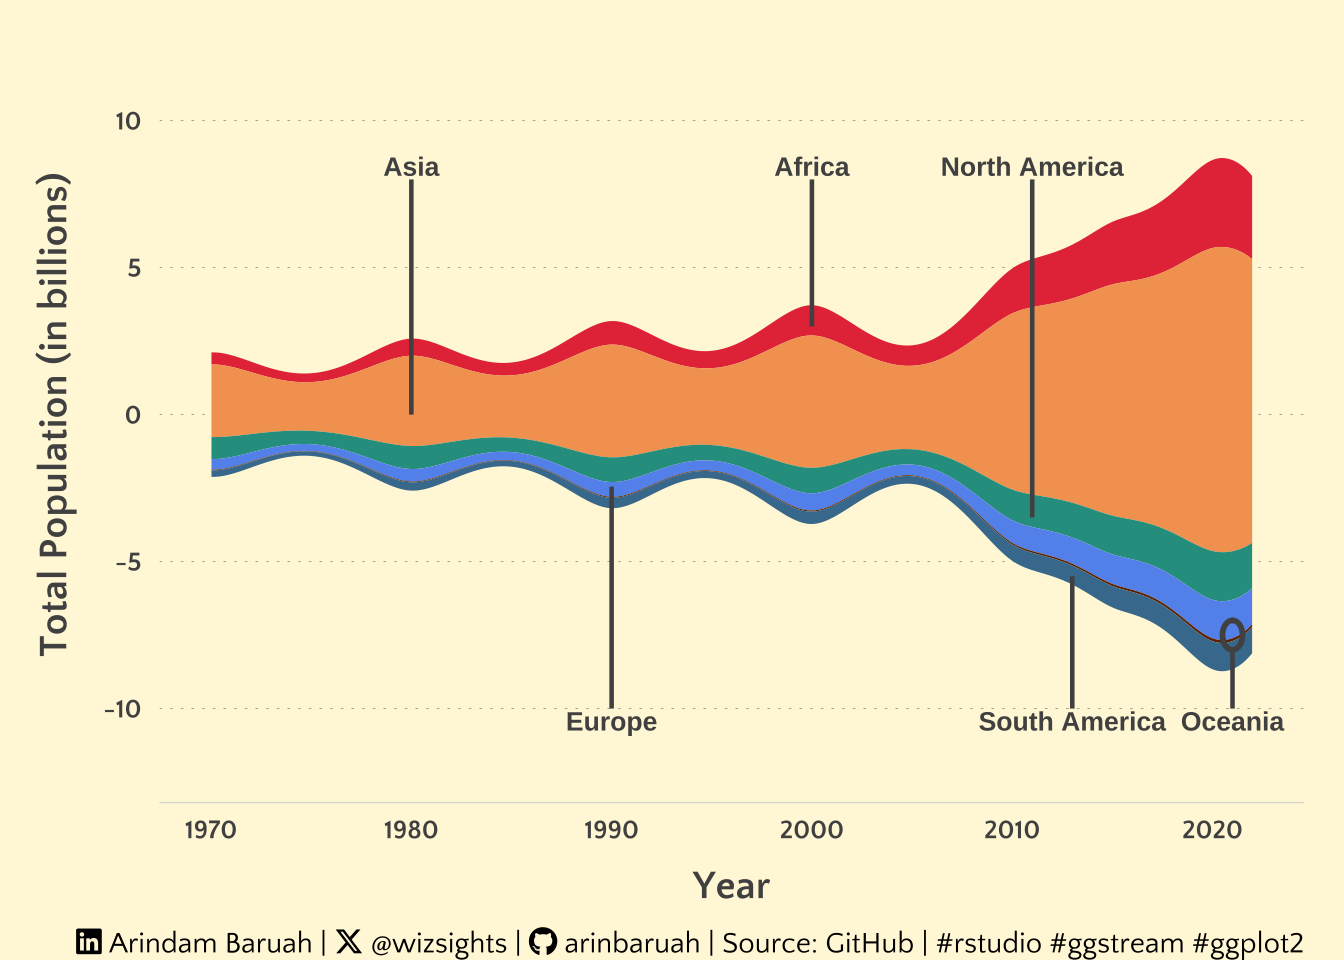 10
Asia Africa North America
5
0
−5
−10
Europe South America Oceania
Total Population (in billions)
1970 1980 1990 2000 2010 2020
Year
in Arindam Baruah | X @wizsights | arinbaruah | Source: GitHub | #rstudio #ggstream #ggplot2